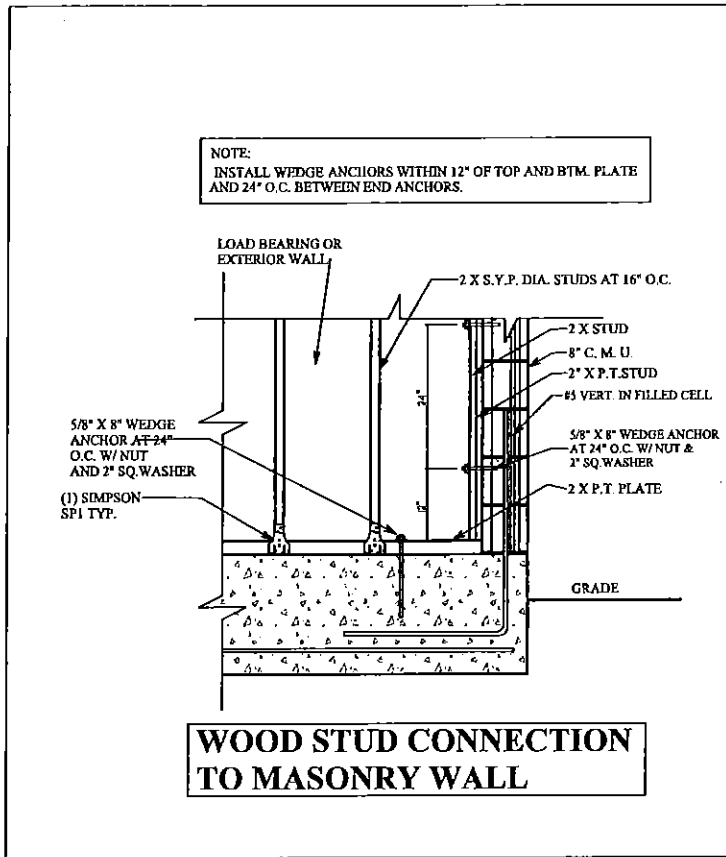 NOTE:
INSTALL WEDGE ANCHORS WITHIN 12" OF TOP AND BTM. PLATE
AND 24" O.C. BETWEEN END ANCHORS.
LOAD BEARING OR
EXTERIOR WALL
2 X S.Y.P. DIA. STUDS AT 16" O.C.
2 X STUD
8" C. M. U.
2" X P.T.STUD
#5 VERT. IN FILLED CELL
24"
5/8" X 8" WEDGE
ANCHOR AT 24"
O.C. W/ NUT
AND 2" SQ.WASHER
5/8" X 8" WEDGE ANCHOR
AT 24" O.C. W/ NUT &
2" SQ.WASHER
(1) SIMPSON
SP1 TYP.
12"
2 X P.T. PLATE
GRADE
WOOD STUD CONNECTION
TO MASONRY WALL